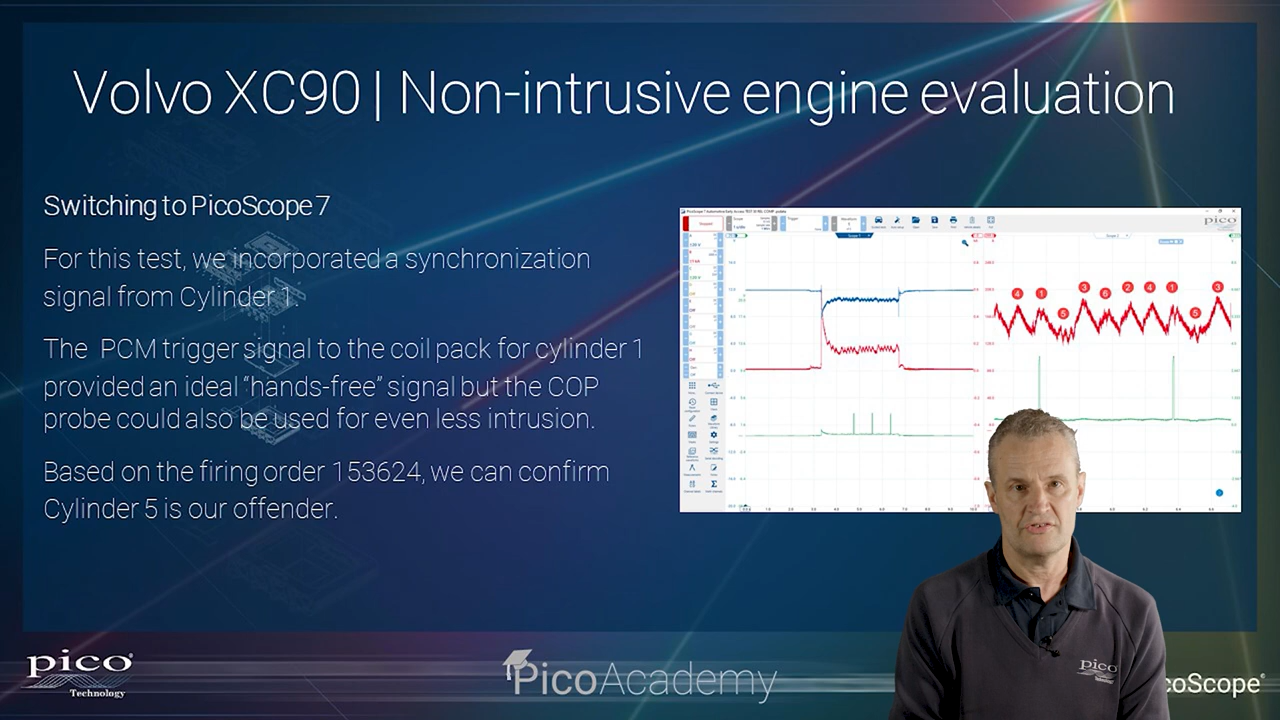 Volvo XC90 | Non-intrusive engine evaluation
Switching to PicoScope 7
For this test, we incorporated a synchronization
signal from Cylinder 1.
The PCM trigger signal to the coil pack for cylinder 1
provided an ideal “hands-free” signal but the COP
probe could also be used for even less intrusion.
Based on the firing order 153624, we can confirm
Cylinder 5 is our offender.
pico
4 1 5 3 6 2 4 1 5 3
pico
Technology
PicoAcademy
pico
Technology
coScope